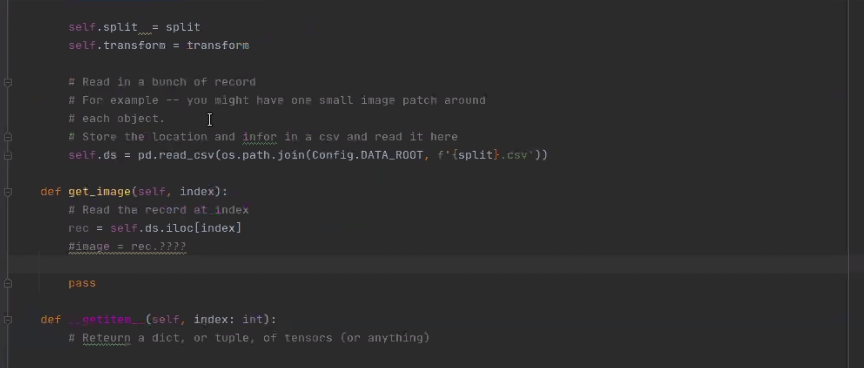 self.split  = split
self.transform = transform
# Read in a bunch of record
# For example -- you might have one small image patch around
# each object.
# Store the location and infor in a csv and read it here
self.ds = pd.read_csv(os.path.join(Config.DATA_ROOT, f'{split}.csv'))
def get_image(self, index):
# Read the record at index
rec = self.ds.iloc[index]
#image = rec.????
pass
def __getitem__(self, index: int):
# Reteurn a dict, or tuple, of tensors (or anything)